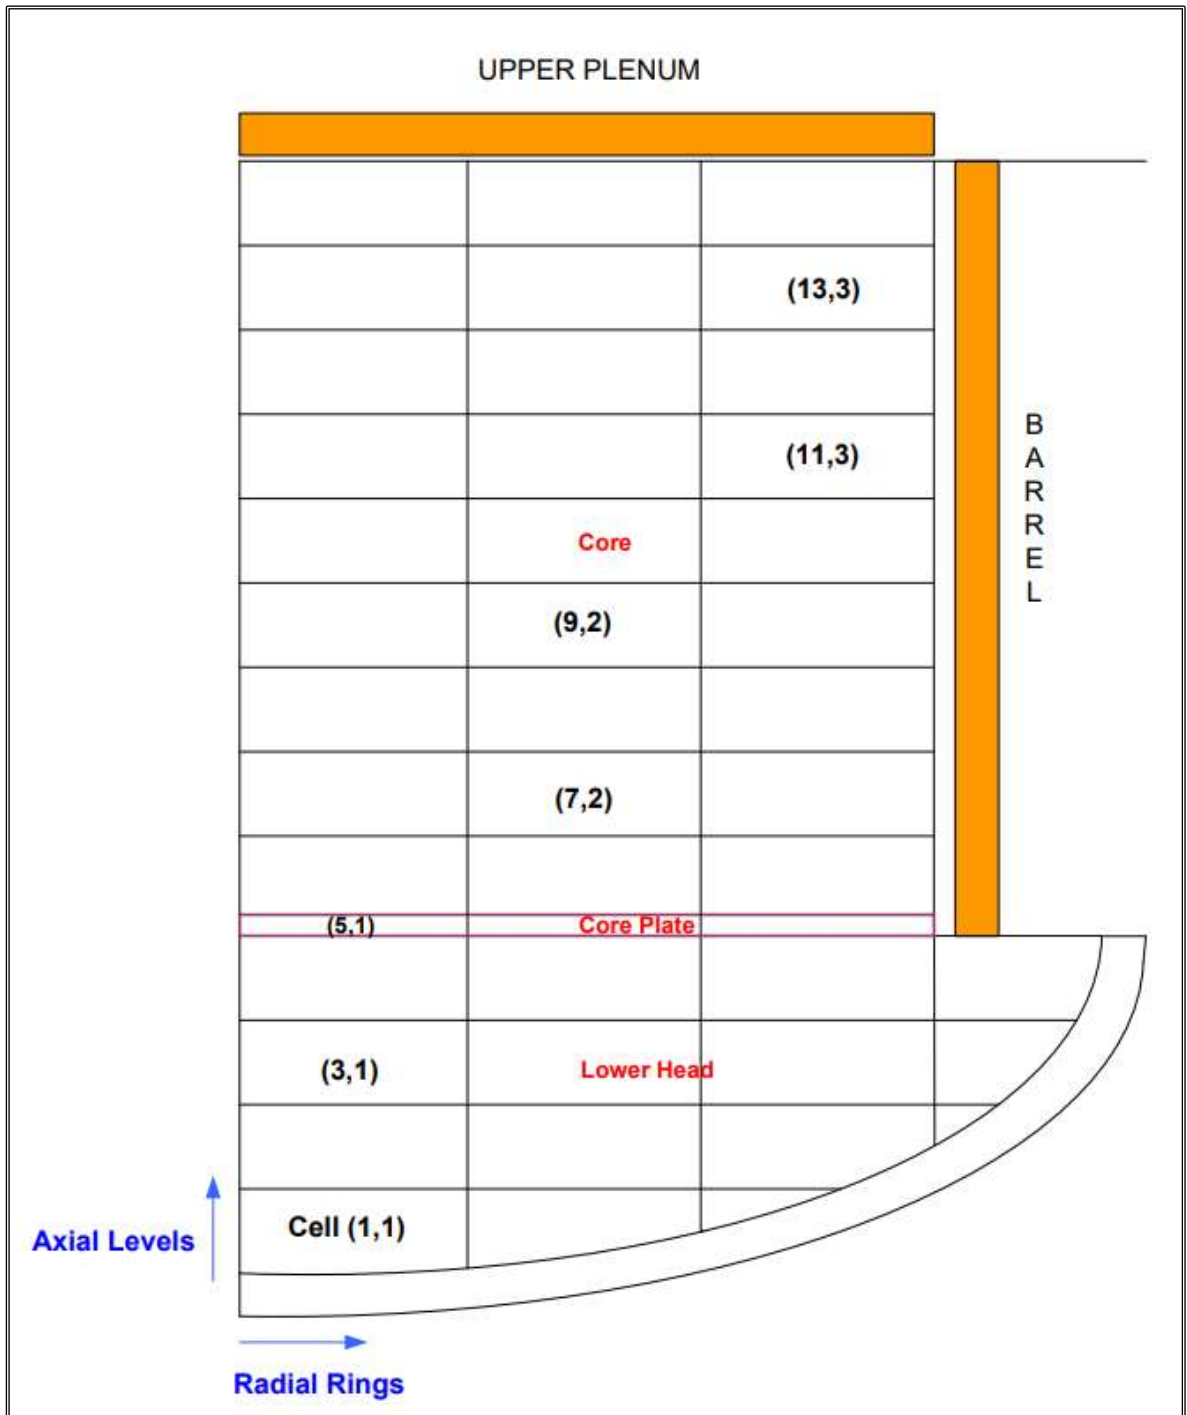 UPPER PLENUM
(13,3)
(11,3)
B
A
R
R
E
L
Core
(9,2)
(7,2)
(5,1)
Core Plate
(3,1)
Lower Head
Cell (1,1)
Axial Levels
Radial Rings